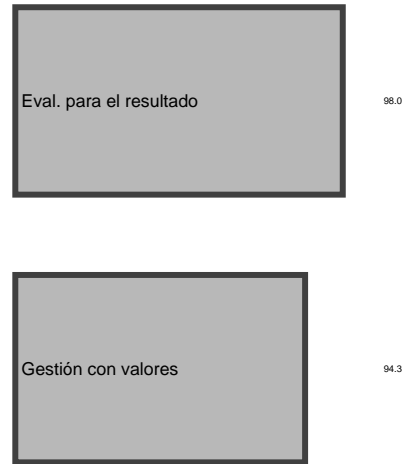 Eval. para el resultado 98.0
Gestión con valores 94.3